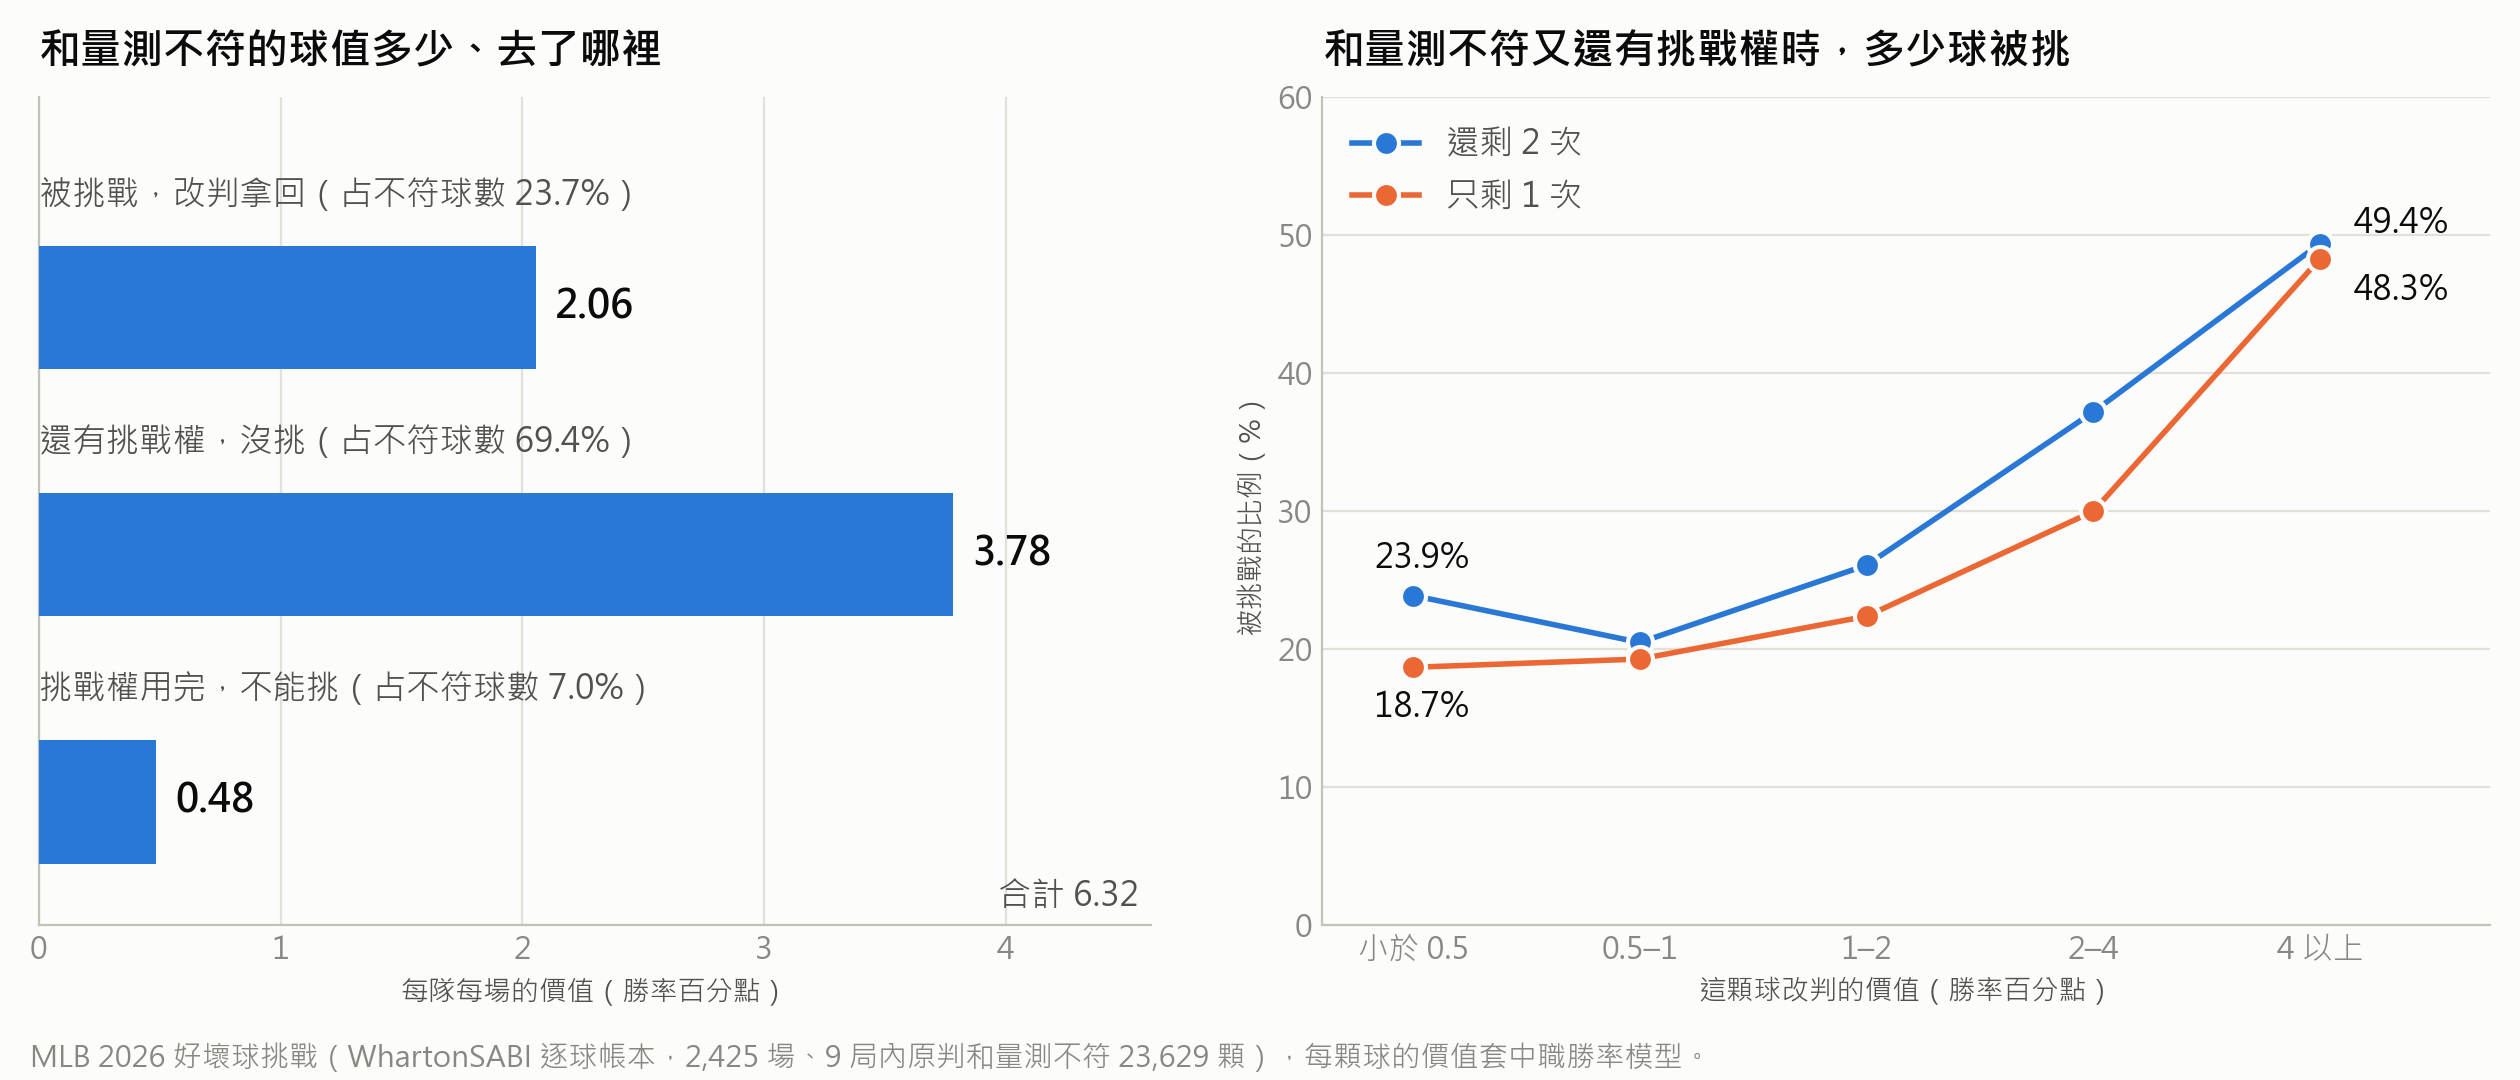 和量測不符的球值多少、去了哪裡
被挑戰，改判拿回（占不符球數 23.7%）
2.06
還有挑戰權，沒挑（占不符球數 69.4%）
3.78
挑戰權用完，不能挑（占不符球數 7.0%）
0.48
合計 6.32
0 1 2 3 4
每隊每場的價值（勝率百分點）
和量測不符又還有挑戰權時，多少球被挑
60
50
40
30
20
10
0
被挑戰的比例（%）
還剩 2 次
只剩 1 次
49.4%
48.3%
23.9%
18.7%
小於 0.5 0.5–1 1–2 2–4 4 以上
這顆球改判的價值（勝率百分點）
MLB 2026 好壞球挑戰（WhartonSABI 逐球帳本，2,425 場、9 局內原判和量測不符 23,629 顆），每顆球的價值套中職勝率模型。